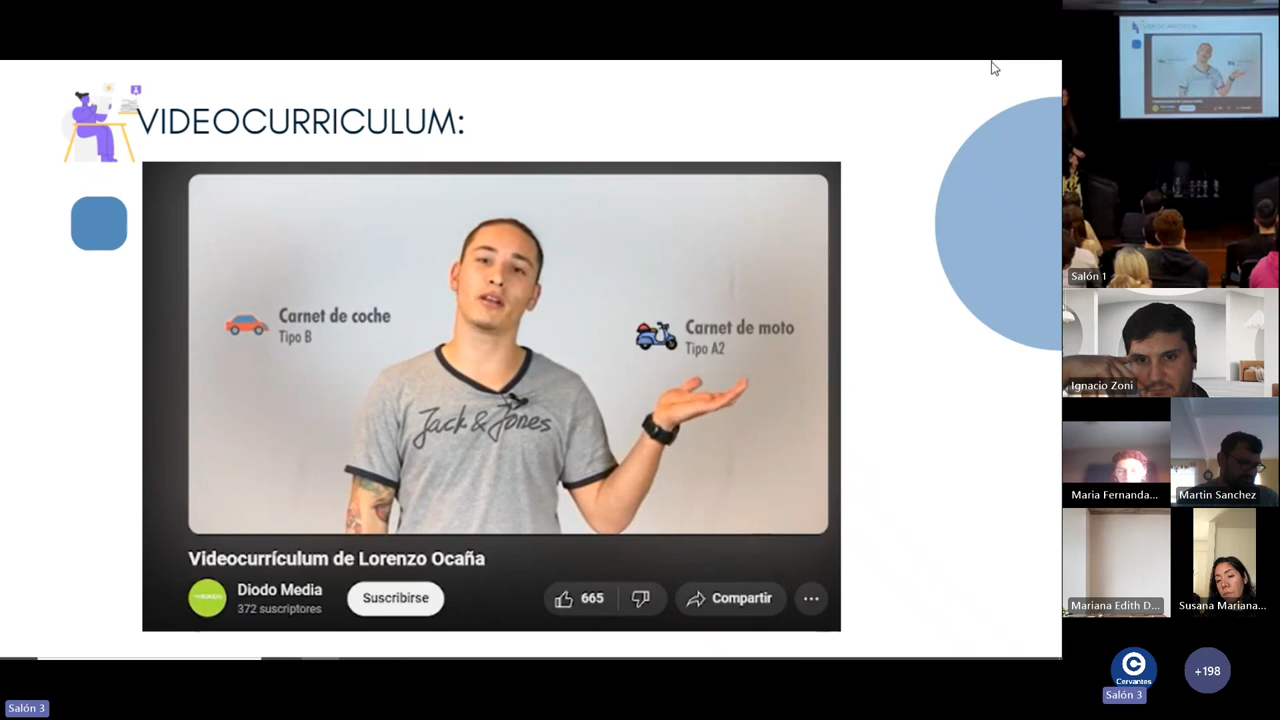 VIDEOCURRICULUM:
Carnet de coche
Tipo B
Carnet de moto
Tipo A2
Jack & Jones
Videocurrículum de Lorenzo Ocaña
Diodo Media
372 suscriptores
Suscribirse
665
Compartir
Salón 1
Ignacio Zoni
Maria Fernanda...
Martin Sanchez
Mariana Edith D...
Susana Mariana...
Cervantes
Salón 3
+198
Salón 3